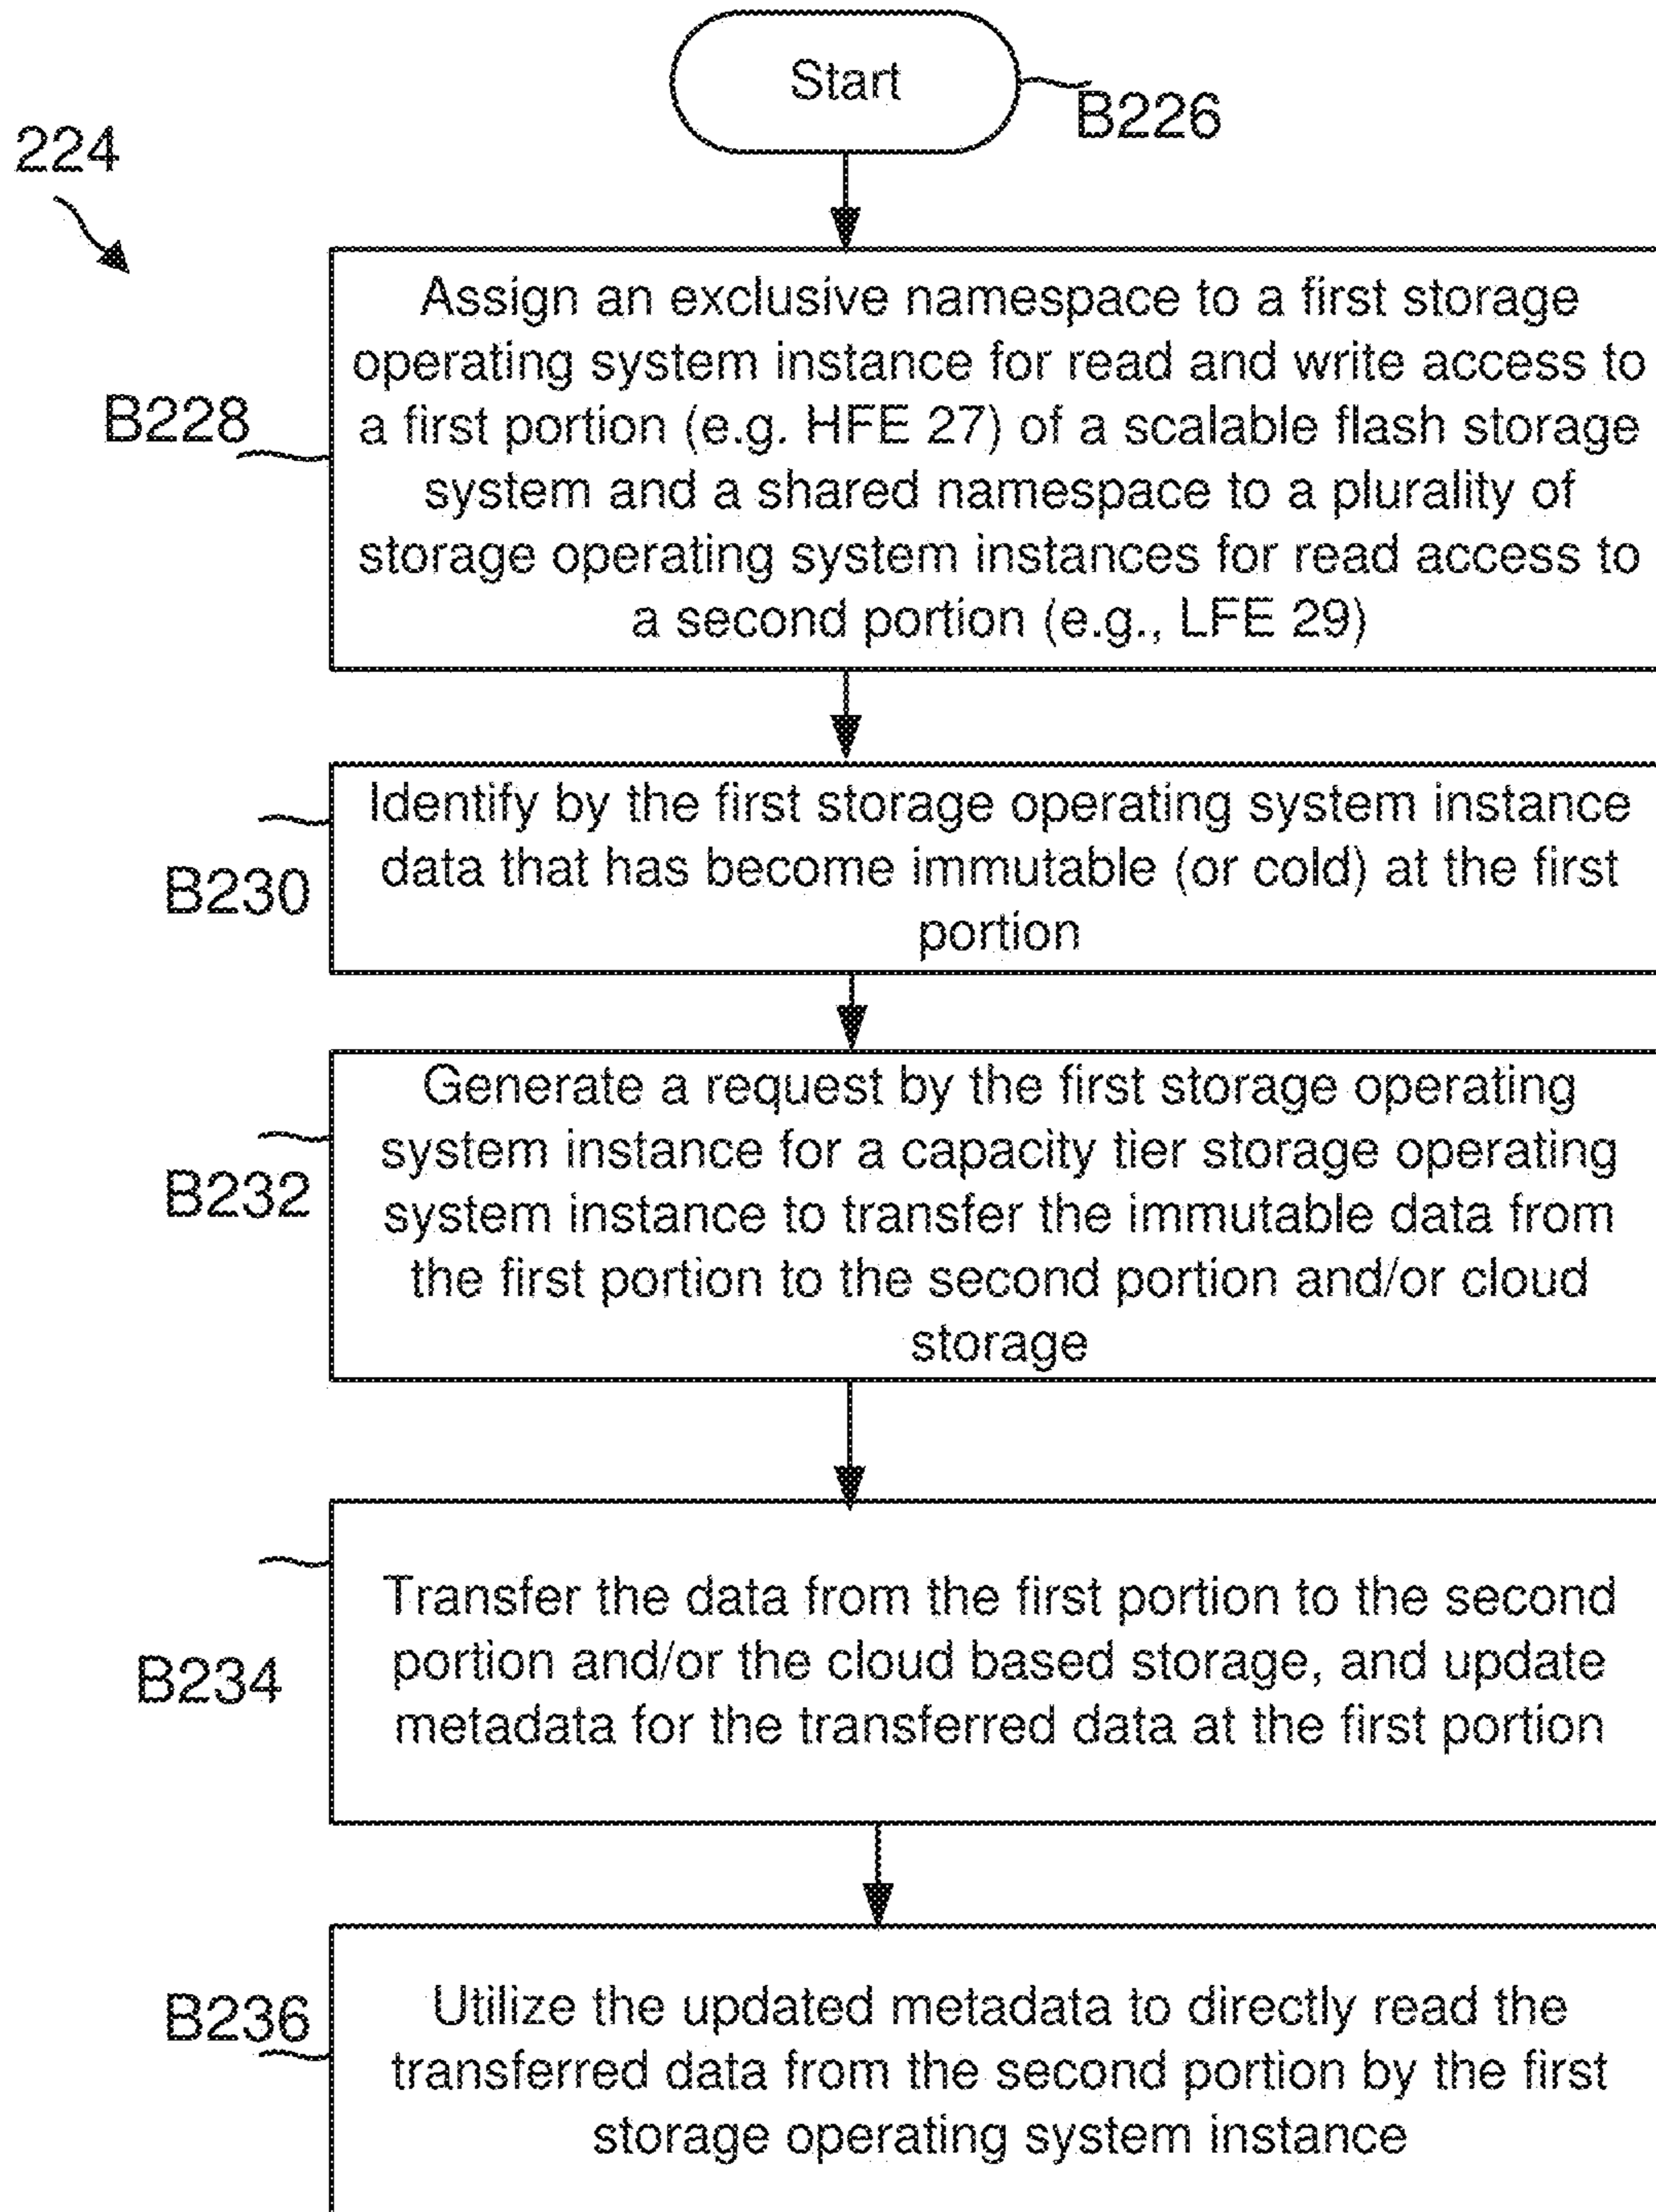 Start
B226
224
Assign an exclusive namespace to a first storage
operating system instance for read and write access to
a first portion (e.g. HFE 27) of a scalable flash storage
system and a shared namespace to a plurality of
storage operating system instances for read access to
a second portion (e.g., LFE 29)
B228
Identify by the first storage operating system instance
data that has become immutable (or cold) at the first
portion
B230
Generate a request by the first storage operating
system instance for a capacity tier storage operating
system instance to transfer the immutable data from
the first portion to the second portion and/or cloud
storage
B232
Transfer the data from the first portion to the second
portion and/or the cloud based storage, and update
metadata for the transferred data at the first portion
B234
Utilize the updated metadata to directly read the
transferred data from the second portion by the first
storage operating system instance
B236